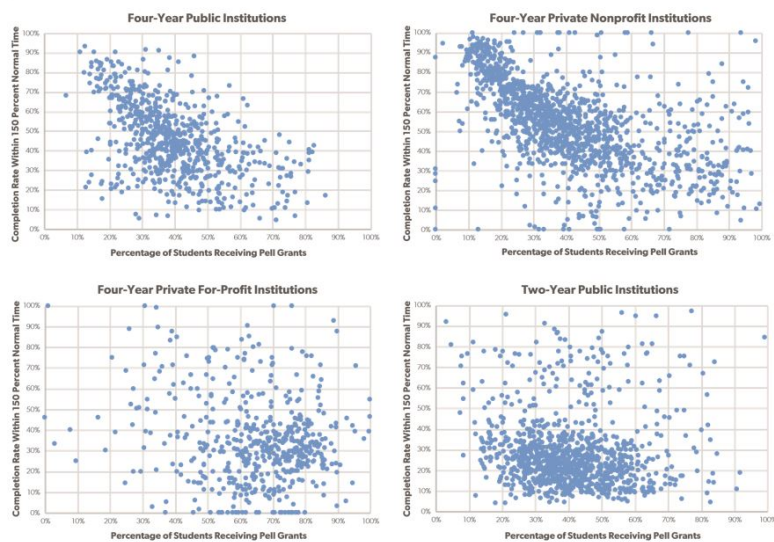 Four-Year Public Institutions
Completion Rate Within 150 Percent Normal Time
100%
90%
80%
70%
60%
50%
40%
30%
20%
10%
0%
0% 10% 20% 30% 40% 50% 60% 70% 80% 90% 100%
Percentage of Students Receiving Pell Grants
Four-Year Private Nonprofit Institutions
Completion Rate Within 150 Percent Normal Time
100%
90%
80%
70%
60%
50%
40%
30%
20%
10%
0%
0% 10% 20% 30% 40% 50% 60% 70% 80% 90% 100%
Percentage of Students Receiving Pell Grants
Four-Year Private For-Profit Institutions
Completion Rate Within 150 Percent Normal Time
100%
90%
80%
70%
60%
50%
40%
30%
20%
10%
0%
0% 10% 20% 30% 40% 50% 60% 70% 80% 90% 100%
Percentage of Students Receiving Pell Grants
Two-Year Public Institutions
Completion Rate Within 150 Percent Normal Time
100%
90%
80%
70%
60%
50%
40%
30%
20%
10%
0%
0% 10% 20% 30% 40% 50% 60% 70% 80% 90% 100%
Percentage of Students Receiving Pell Grants